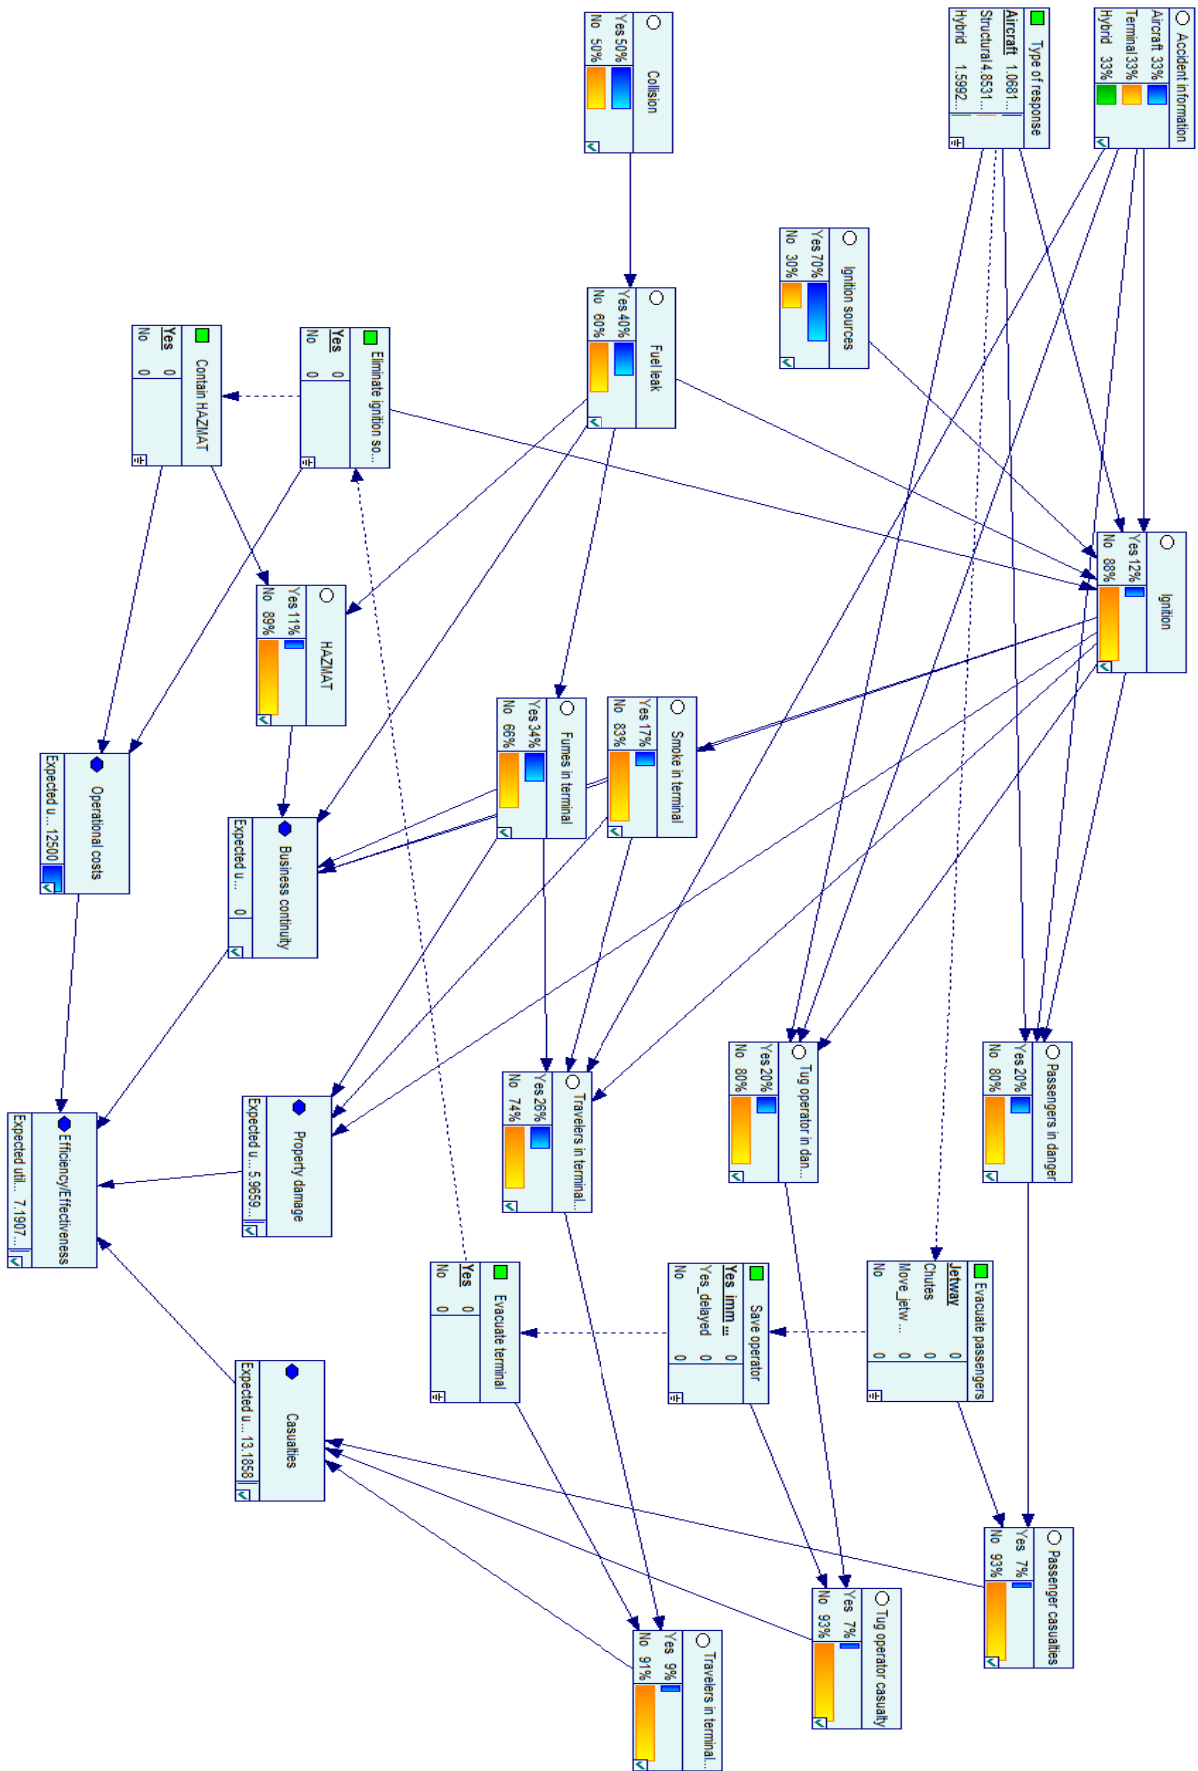 Accident information
Aircraft 33%
Terminal 33%
Hybrid 33%
Type of response
Aircraft 1.0681...
Structural 4.8531...
Hybrid 1.5992...
Collision
Yes 50%
No 50%
Ignition sources
Yes 70%
No 30%
Fuel leak
Yes 40%
No 60%
Eliminate ignition so...
Yes 0
No 0
Contain HAZMAT
Yes 0
No 0
Ignition
Yes 12%
No 88%
HAZMAT
Yes 11%
No 89%
Smoke in terminal
Yes 17%
No 83%
Fumes in terminal
Yes 34%
No 66%
Operational costs
Expected u... 12500
Business continuity
Expected u... 0
Passengers in danger
Yes 20%
No 80%
Tug operator in dan...
Yes 20%
No 80%
Travelers in terminal...
Yes 26%
No 74%
Property damage
Expected u... 5.9659...
Efficiency/Effectiveness
Expected util... 7.1907...
Evacuate passengers
Jetway 0
Chutes 0
Move_jetw... 0
No 0
Save operator
Yes_imm... 0
Yes_delayed 0
No 0
Evacuate terminal
Yes 0
No 0
Casualties
Expected u... 13.1858
Passenger casualties
Yes 7%
No 93%
Tug operator casualty
Yes 7%
No 93%
Travelers in terminal...
Yes 9%
No 91%